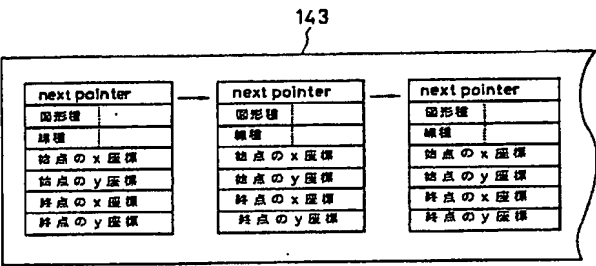 143
next pointer
図形種
線種
始点のx座標
始点のy座標
終点のx座標
終点のy座標
next pointer
図形種
線種
始点のx座標
始点のy座標
終点のx座標
終点のy座標
next pointer
図形種
線種
始点のx座標
始点のy座標
終点のx座標
終点のy座標